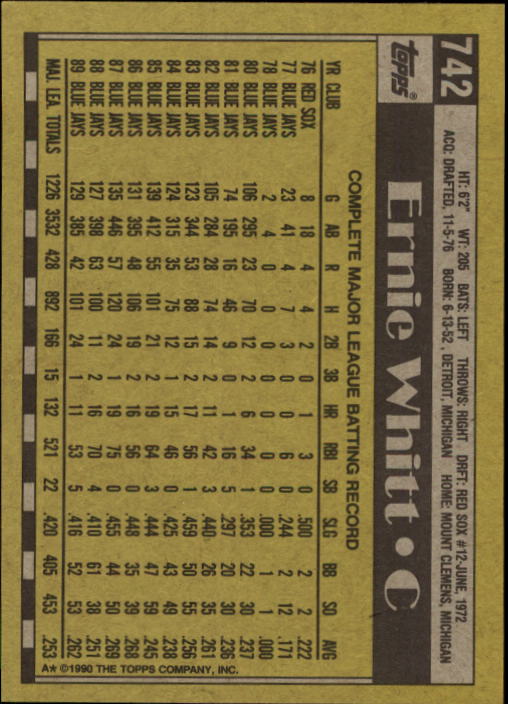 742
topps®
HT: 6'2" WT: 205 BATS: LEFT THROWS: RIGHT DRFT: RED SOX #12-JUNE, 1972
ACQ: DRAFTED, 11-5-76 BORN: 6-13-52, DETROIT, MICHIGAN HOME: MOUNT CLEMENS, MICHIGAN
Ernie Whitt • C
COMPLETE MAJOR LEAGUE BATTING RECORD
YR CLUB G AB R H 2B 3B HR RBI SB SLG BB SO AVG
76 RED SOX 8 18 4 4 2 0 1 3 0 .500 2 2 .222
77 BLUE JAYS 23 41 4 7 3 0 0 6 0 .244 2 12 .171
78 BLUE JAYS 2 4 0 0 0 0 0 0 0 .000 1 1 .000
80 BLUE JAYS 106 295 23 70 12 2 6 34 1 .353 22 30 .237
81 BLUE JAYS 74 195 16 46 9 0 1 16 5 .297 20 30 .236
82 BLUE JAYS 105 284 28 74 14 2 11 42 3 .440 26 35 .261
83 BLUE JAYS 123 344 53 88 15 2 17 56 1 .459 50 55 .256
84 BLUE JAYS 124 315 35 75 12 1 15 46 0 .425 43 49 .238
85 BLUE JAYS 139 412 55 101 21 2 19 64 3 .444 47 59 .245
86 BLUE JAYS 131 395 48 106 19 2 16 56 0 .448 35 39 .268
87 BLUE JAYS 135 446 57 120 24 1 19 75 0 .455 44 50 .269
88 BLUE JAYS 127 398 63 100 11 2 16 70 4 .410 61 38 .251
89 BLUE JAYS 129 385 42 101 24 1 11 53 5 .416 52 53 .262
MAJ. LEA. TOTALS 1226 3532 428 892 166 15 132 521 22 .420 405 453 .253
A* ©1990 THE TOPPS COMPANY, INC.